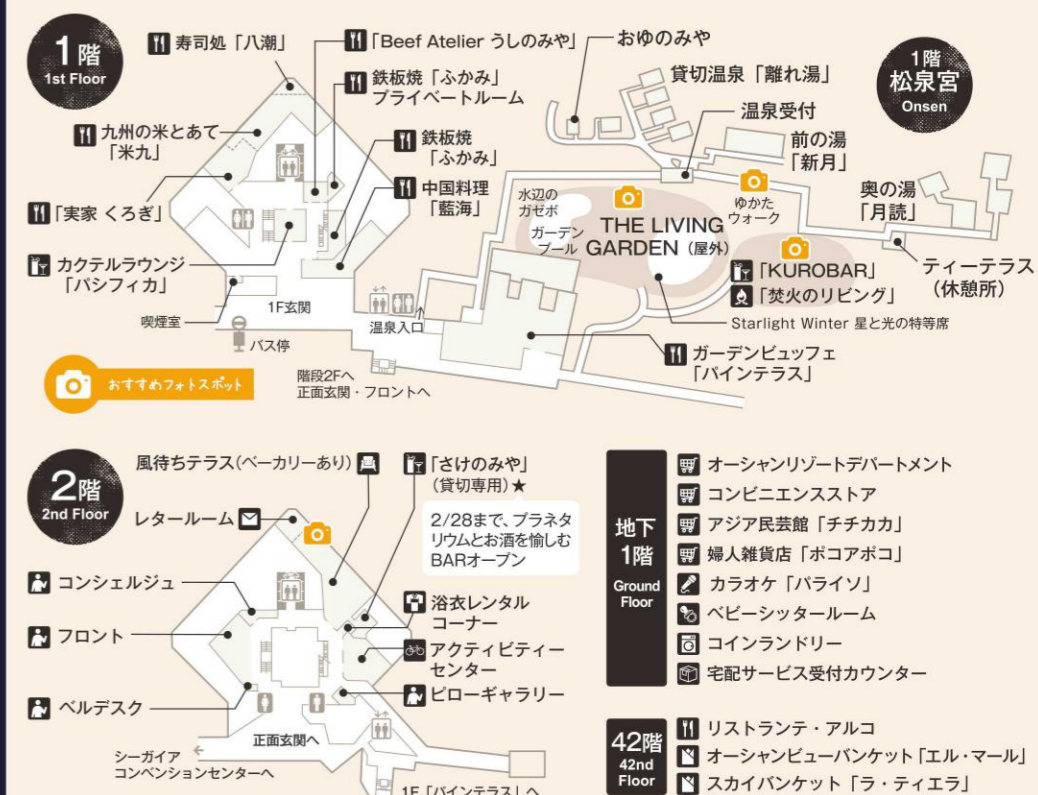 1階
1st Floor
寿司処「八潮」
九州の米とあて
「米九」
「実家 くろぎ」
カクテルラウンジ
「パシフィカ」
喫煙室
バス停
1F玄関
「Beef Atelier うしのみや」
鉄板焼「ふかみ」
プライベートルーム
鉄板焼
「ふかみ」
中国料理
「藍海」
温泉入口
階段2Fへ
正面玄関・フロントへ
おすすめフォトスポット
おゆのみや
貸切温泉「離れ湯」
温泉受付
前の湯
「新月」
1階
松泉宮
Onsen
奥の湯
「月読」
水辺の
ガゼボ
ガーデン
プール
THE LIVING
GARDEN(屋外)
ゆかた
ウォーク
「KUROBAR」
「焚火のリビング」
ティーテラス
(休憩所)
Starlight Winter 星と光の特等席
ガーデンビュッフェ
「パインテラス」
2階
2nd Floor
風待ちテラス(ベーカリーあり)
レタールーム
コンシェルジュ
フロント
ベルデスク
シーガイア
コンベンションセンターへ
正面玄関へ
「さけのみや」
(貸切専用)★
2/28まで、プラネタ
リウムとお酒を愉しむ
BARオープン
浴衣レンタル
コーナー
アクティビティー
センター
ピローギャラリー
1F「パインテラス」へ
地下
1階
Ground
Floor
オーシャンリゾートデパートメント
コンビニエンスストア
アジア民芸館「チチカカ」
婦人雑貨店「ポコアポコ」
カラオケ「パライソ」
ベビーシッタールーム
コインランドリー
宅配サービス受付カウンター
42階
42nd
Floor
リストランテ・アルコ
オーシャンビューバンケット「エル・マール」
スカイバンケット「ラ・ティエラ」